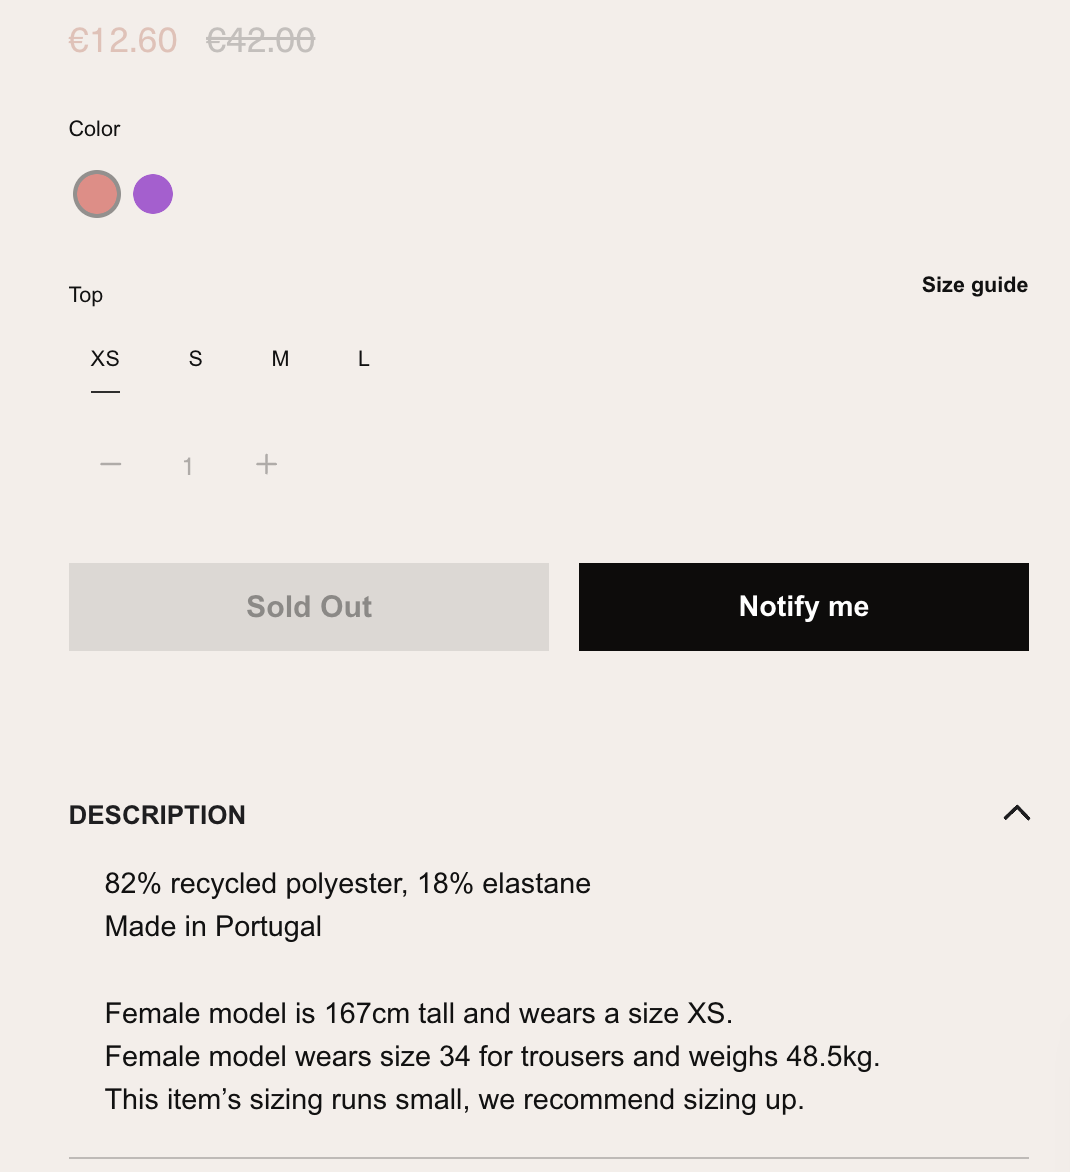 €12.60 €42.00
Color
Size guide
Top
XS S M L
1
Sold Out Notify me
DESCRIPTION
82% recycled polyester, 18% elastane
Made in Portugal
Female model is 167cm tall and wears a size XS.
Female model wears size 34 for trousers and weighs 48.5kg.
This item’s sizing runs small, we recommend sizing up.